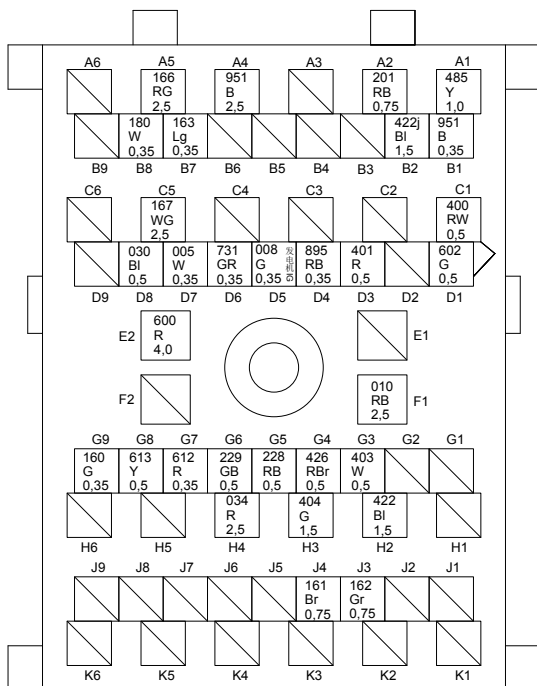 A6 A5 A4 A3 A2 A1
166 951 201 485
RG B RB Y
2,5 2,5 0,75 1,0
180 163 422j 951
W Lg Bl B
0,35 0,35 1,5 0,35
B9 B8 B7 B6 B5 B4 B3 B2 B1
C6 C5 C4 C3 C2 C1
167 400
WG RW
2,5 0,5
030 005 731 008 895 401 602
Bl W GR G RB R G
0,5 0,35 0,35 0,35 0,35 0,5 0,5
发电机IG
D9 D8 D7 D6 D5 D4 D3 D2 D1
E2 600 E1
R
4,0
F2 010 F1
RB
2,5
G9 G8 G7 G6 G5 G4 G3 G2 G1
160 613 612 229 228 426 403
G Y R GB RB RBr W
0,35 0,5 0,35 0,5 0,5 0,5 0,5
034 404 422
R G Bl
2,5 1,5 1,5
H6 H5 H4 H3 H2 H1
J9 J8 J7 J6 J5 J4 J3 J2 J1
161 162
Br Gr
0,75 0,75
K6 K5 K4 K3 K2 K1